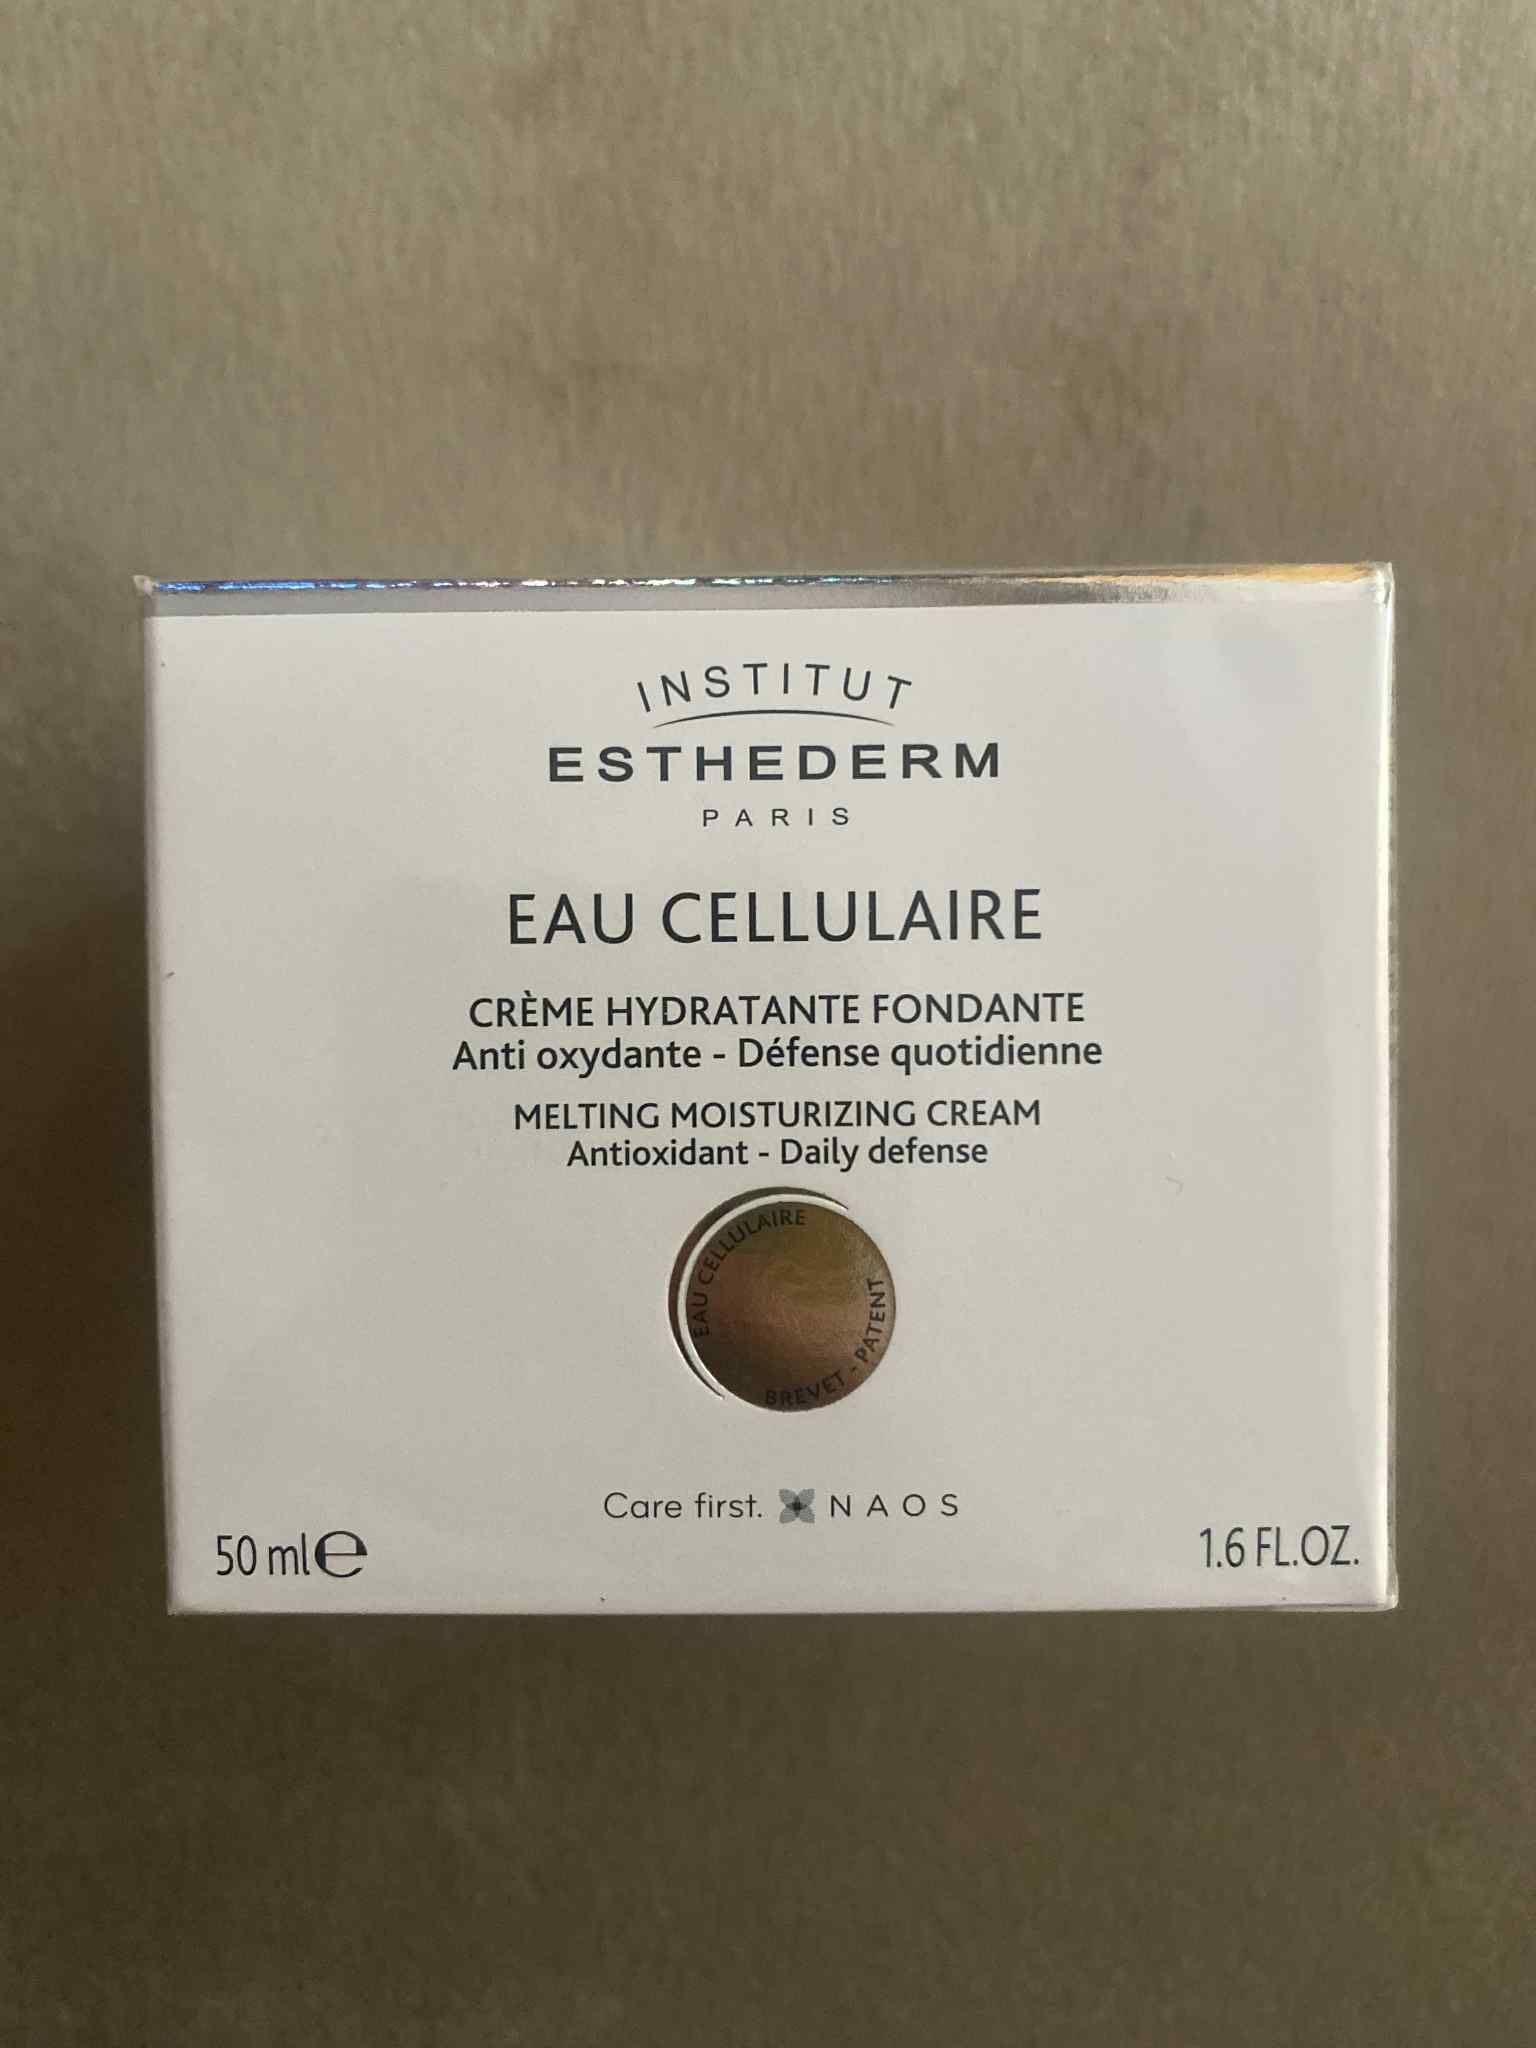 INSTITUT
ESTHEDERM
PARIS
EAU CELLULAIRE
CRÈME HYDRATANTE FONDANTE
Anti oxydante - Défense quotidienne
MELTING MOISTURIZING CREAM
Antioxidant - Daily defense
EAU CELLULAIRE
BREVET - PATENT
Care first. NAOS
50 ml e
1.6 FL.OZ.